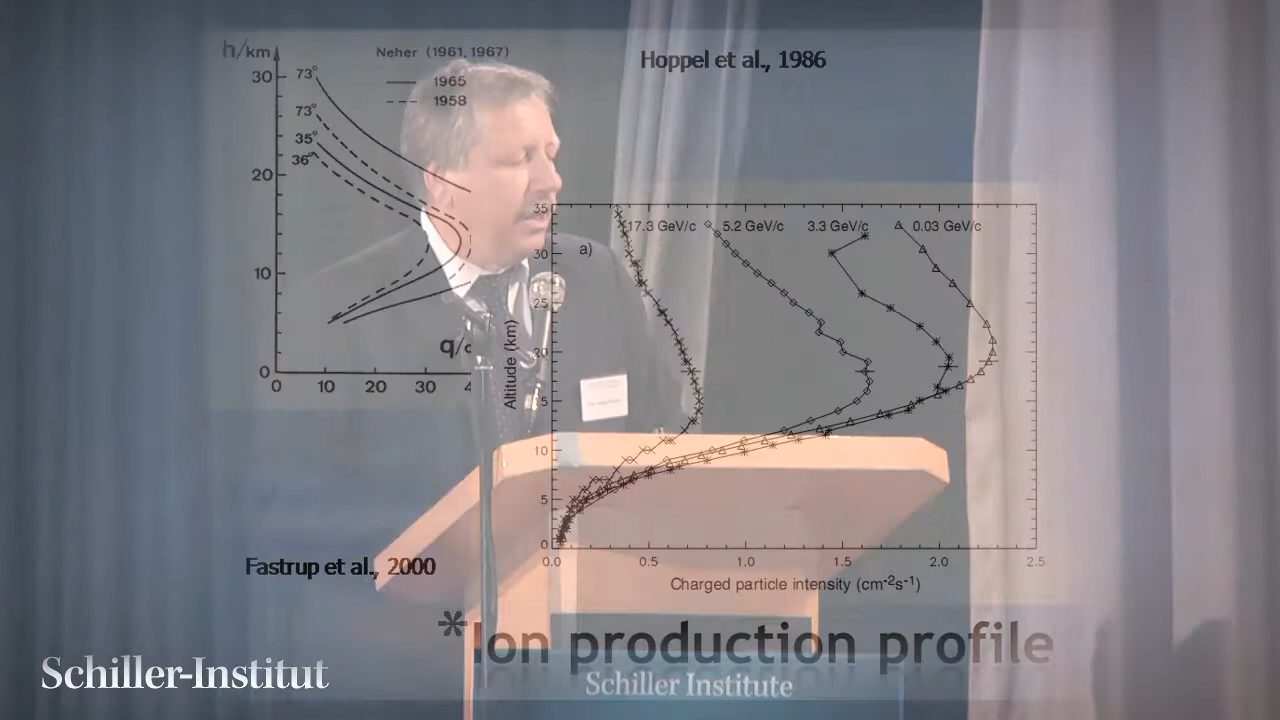 h/km
Neher (1961, 1967)
1965
1958
30
20
10
0
73°
73°
35°
36°
0 10 20 30 4
q/c
Hoppel et al., 1986
35
30
25
20
15
10
5
0
17.3 GeV/c 5.2 GeV/c 3.3 GeV/c 0.03 GeV/c
a)
Altitude (km)
0.0 0.5 1.0 1.5 2.0 2.5
Charged particle intensity (cm⁻²s⁻¹)
Fastrup et al., 2000
* Ion production profile
Schiller-Institut
Schiller Institute